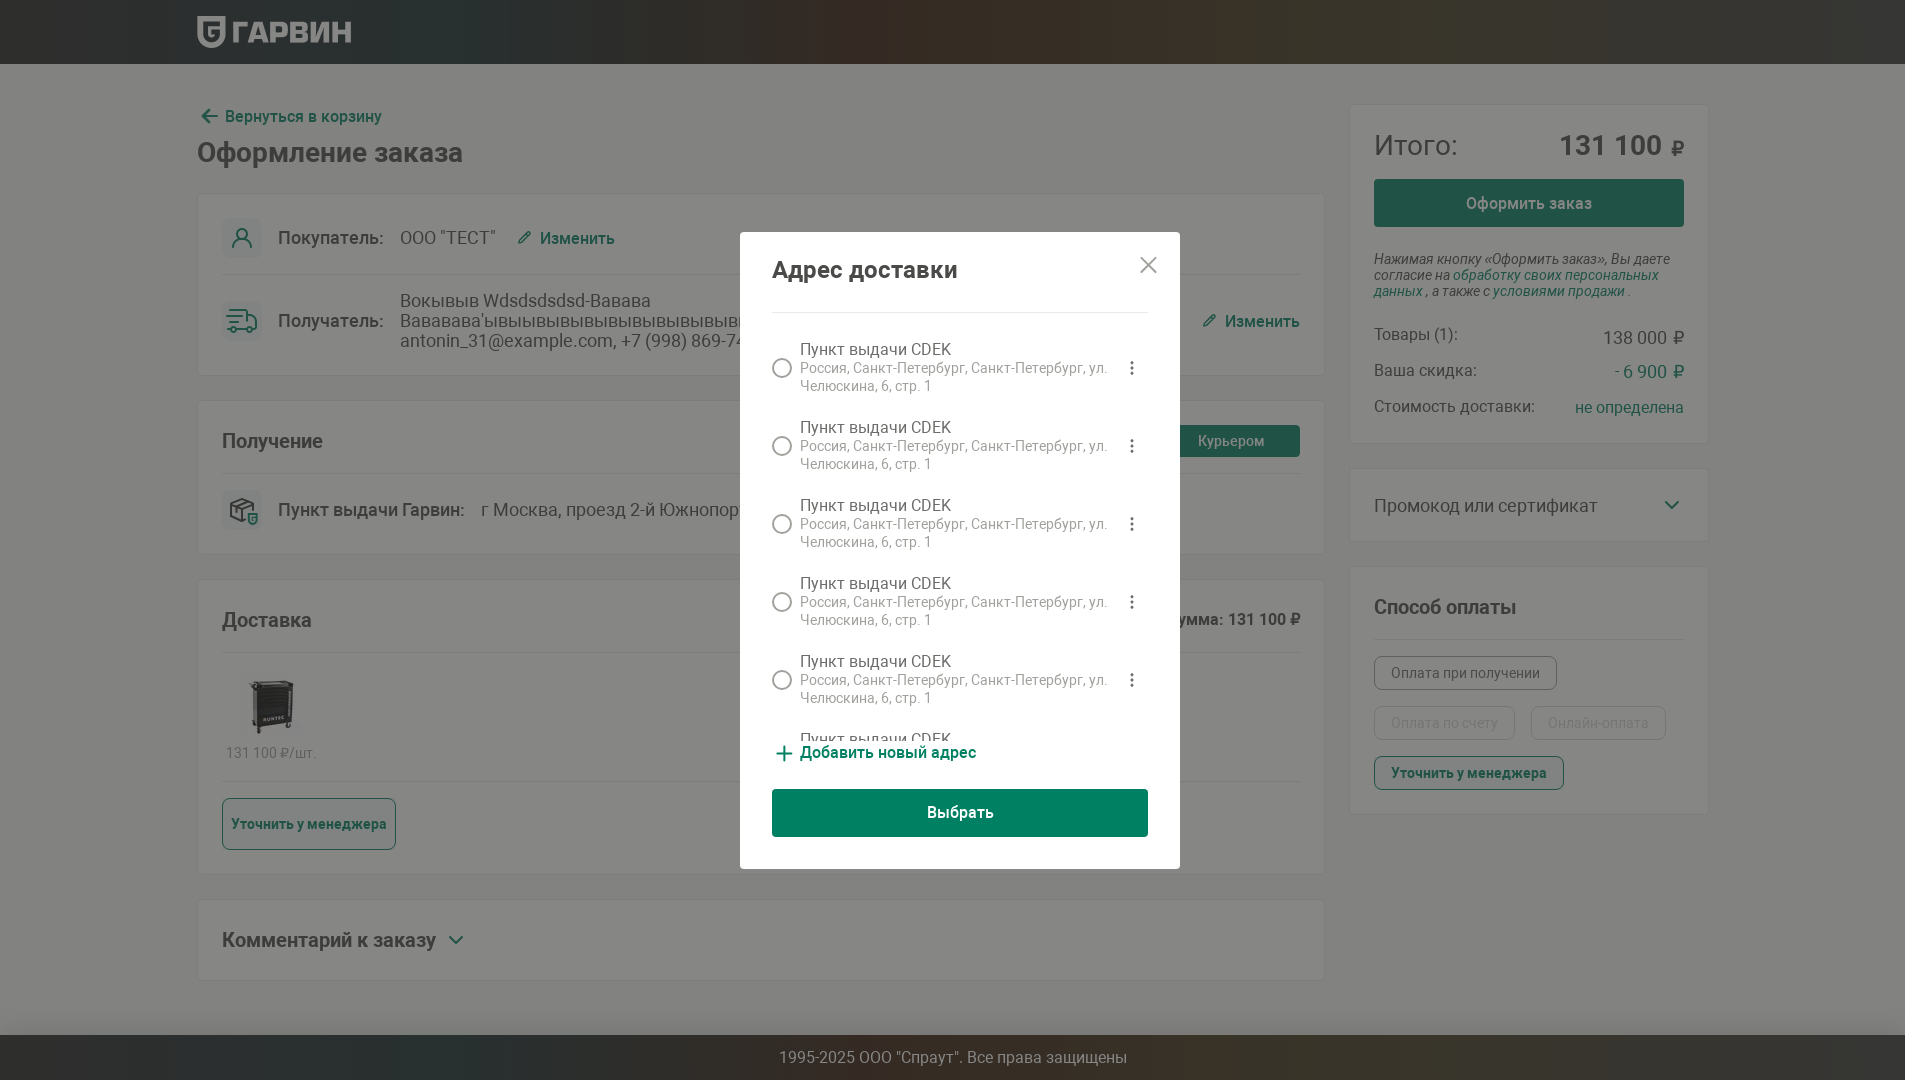 ГАРВИН
Вернуться в корзину
Оформление заказа
Покупатель: ООО "ТЕСТ" Изменить
Получатель:
Вокывыв Wdsdsdsdsd-Вавава
antonin_31@example.com, +7 (998) 869-74
Изменить
Получение
Курьером
Пункт выдачи Гарвин: г Москва, проезд 2-й Южнопорт
Доставка
умма: 131 100 ₽
RUNTEC
131 100 ₽/шт.
Уточнить у менеджера
Комментарий к заказу
Адрес доставки
Пункт выдачи CDEK
Россия, Санкт-Петербург, Санкт-Петербург, ул.
Челюскина, 6, стр. 1
Пункт выдачи CDEK
Россия, Санкт-Петербург, Санкт-Петербург, ул.
Челюскина, 6, стр. 1
Пункт выдачи CDEK
Россия, Санкт-Петербург, Санкт-Петербург, ул.
Челюскина, 6, стр. 1
Пункт выдачи CDEK
Россия, Санкт-Петербург, Санкт-Петербург, ул.
Челюскина, 6, стр. 1
Пункт выдачи CDEK
Россия, Санкт-Петербург, Санкт-Петербург, ул.
Челюскина, 6, стр. 1
Пункт выдачи CDEK
Добавить новый адрес
Выбрать
Итого: 131 100 ₽
Оформить заказ
Нажимая кнопку «Оформить заказ», Вы даете
согласие на обработку своих персональных
данных , а также с условиями продажи .
Товары (1): 138 000 ₽
Ваша скидка: - 6 900 ₽
Стоимость доставки: не определена
Промокод или сертификат
Способ оплаты
Оплата при получении
Оплата по счету Онлайн-оплата
Уточнить у менеджера
1995-2025 ООО "Спраут". Все права защищены